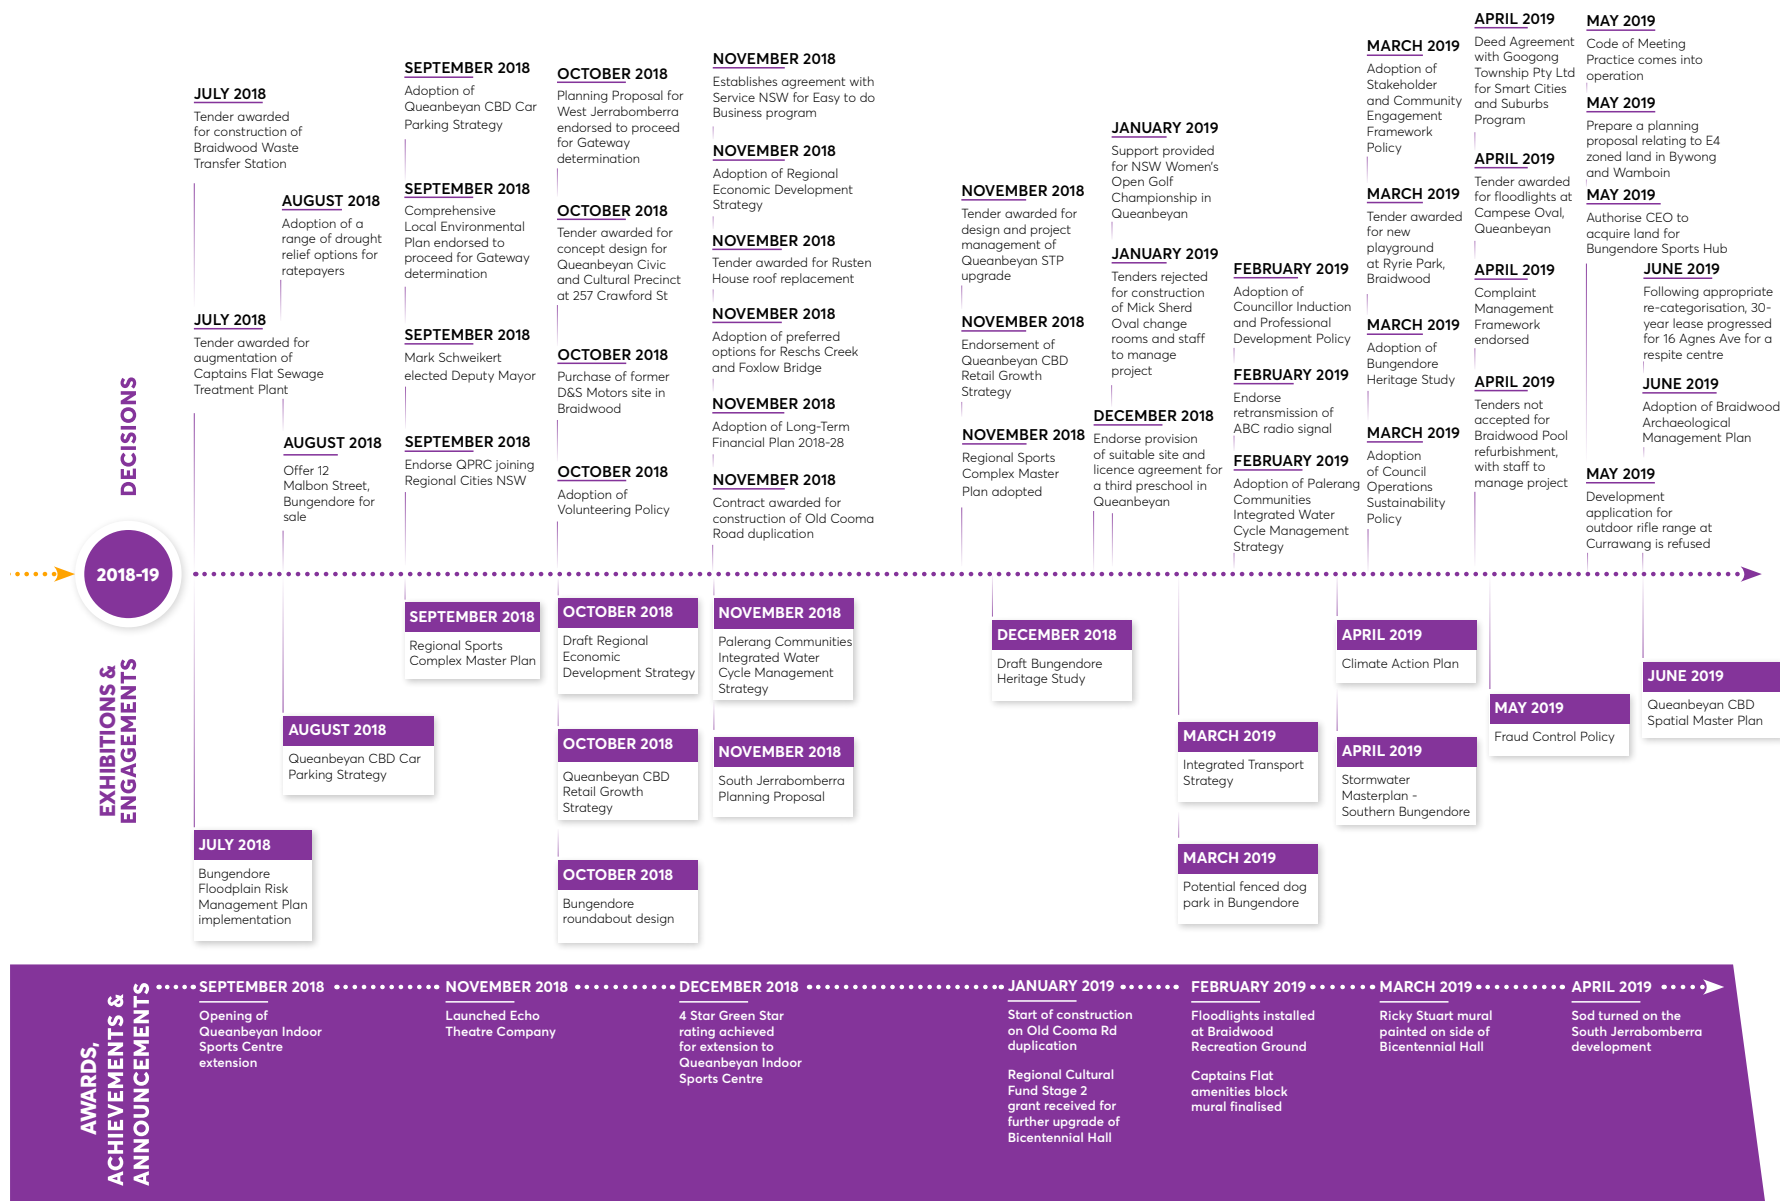 DECISIONS
JULY 2018
Tender awarded
for construction of
Braidwood Waste
Transfer Station
JULY 2018
Tender awarded for
augmentation of
Captains Flat Sewage
Treatment Plant
AUGUST 2018
Adoption of a
range of drought
relief options for
ratepayers
AUGUST 2018
Offer 12
Malbon Street,
Bungendore for
sale
SEPTEMBER 2018
Adoption of
Queanbeyan CBD Car
Parking Strategy
SEPTEMBER 2018
Comprehensive
Local Environmental
Plan endorsed to
proceed for Gateway
determination
SEPTEMBER 2018
Mark Schweikert
elected Deputy Mayor
SEPTEMBER 2018
Endorse QPRC joining
Regional Cities NSW
OCTOBER 2018
Planning Proposal for
West Jerrabomberra
endorsed to proceed
for Gateway
determination
OCTOBER 2018
Tender awarded for
concept design for
Queanbeyan Civic
and Cultural Precinct
at 257 Crawford St
OCTOBER 2018
Purchase of former
D&S Motors site in
Braidwood
OCTOBER 2018
Adoption of
Volunteering Policy
NOVEMBER 2018
Establishes agreement with
Service NSW for Easy to do
Business program
NOVEMBER 2018
Adoption of Regional
Economic Development
Strategy
NOVEMBER 2018
Tender awarded for Rusten
House roof replacement
NOVEMBER 2018
Adoption of preferred
options for Reschs Creek
and Foxlow Bridge
NOVEMBER 2018
Adoption of Long-Term
Financial Plan 2018-28
NOVEMBER 2018
Contract awarded for
construction of Old Cooma
Road duplication
NOVEMBER 2018
Tender awarded for
design and project
management of
Queanbeyan STP
upgrade
NOVEMBER 2018
Endorsement of
Queanbeyan CBD
Retail Growth
Strategy
NOVEMBER 2018
Regional Sports
Complex Master
Plan adopted
DECEMBER 2018
Endorse provision
of suitable site and
licence agreement for
a third preschool in
Queanbeyan
JANUARY 2019
Support provided
for NSW Women's
Open Golf
Championship in
Queanbeyan
JANUARY 2019
Tenders rejected
for construction
of Mick Sherd
Oval change
rooms and staff
to manage
project
FEBRUARY 2019
Adoption of
Councillor Induction
and Professional
Development Policy
FEBRUARY 2019
Endorse
retransmission of
ABC radio signal
FEBRUARY 2019
Adoption of Palerang
Communities
Integrated Water
Cycle Management
Strategy
MARCH 2019
Adoption of
Stakeholder
and Community
Engagement
Framework
Policy
MARCH 2019
Tender awarded
for new
playground
at Ryrie Park,
Braidwood
MARCH 2019
Adoption of
Bungendore
Heritage Study
MARCH 2019
Adoption
of Council
Operations
Sustainability
Policy
APRIL 2019
Deed Agreement
with Googong
Township Pty Ltd
for Smart Cities
and Suburbs
Program
APRIL 2019
Tender awarded
for floodlights at
Campese Oval,
Queanbeyan
APRIL 2019
Complaint
Management
Framework
endorsed
APRIL 2019
Tenders not
accepted for
Braidwood Pool
refurbishment,
with staff to
manage project
MAY 2019
Code of Meeting
Practice comes into
operation
MAY 2019
Prepare a planning
proposal relating to E4
zoned land in Bywong
and Wamboin
MAY 2019
Authorise CEO to
acquire land for
Bungendore Sports Hub
JUNE 2019
Following appropriate
re-categorisation, 30-
year lease progressed
for 16 Agnes Ave for a
respite centre
JUNE 2019
Adoption of Braidwood
Archaeological
Management Plan
MAY 2019
Development
application for
outdoor rifle range at
Currawang is refused
2018-19
EXHIBITIONS &
ENGAGEMENTS
JULY 2018
Bungendore
Floodplain Risk
Management Plan
implementation
AUGUST 2018
Queanbeyan CBD Car
Parking Strategy
SEPTEMBER 2018
Regional Sports
Complex Master Plan
OCTOBER 2018
Draft Regional
Economic
Development Strategy
OCTOBER 2018
Queanbeyan CBD
Retail Growth
Strategy
OCTOBER 2018
Bungendore
roundabout design
NOVEMBER 2018
Palerang Communities
Integrated Water
Cycle Management
Strategy
NOVEMBER 2018
South Jerrabomberra
Planning Proposal
DECEMBER 2018
Draft Bungendore
Heritage Study
MARCH 2019
Integrated Transport
Strategy
MARCH 2019
Potential fenced dog
park in Bungendore
APRIL 2019
Climate Action Plan
APRIL 2019
Stormwater
Masterplan -
Southern Bungendore
MAY 2019
Fraud Control Policy
JUNE 2019
Queanbeyan CBD
Spatial Master Plan
AWARDS,
ACHIEVEMENTS &
ANNOUNCEMENTS
SEPTEMBER 2018
Opening of
Queanbeyan Indoor
Sports Centre
extension
NOVEMBER 2018
Launched Echo
Theatre Company
DECEMBER 2018
4 Star Green Star
rating achieved
for extension to
Queanbeyan Indoor
Sports Centre
JANUARY 2019
Start of construction
on Old Cooma Rd
duplication
Regional Cultural
Fund Stage 2
grant received for
further upgrade of
Bicentennial Hall
FEBRUARY 2019
Floodlights installed
at Braidwood
Recreation Ground
Captains Flat
amenities block
mural finalised
MARCH 2019
Ricky Stuart mural
painted on side of
Bicentennial Hall
APRIL 2019
Sod turned on the
South Jerrabomberra
development